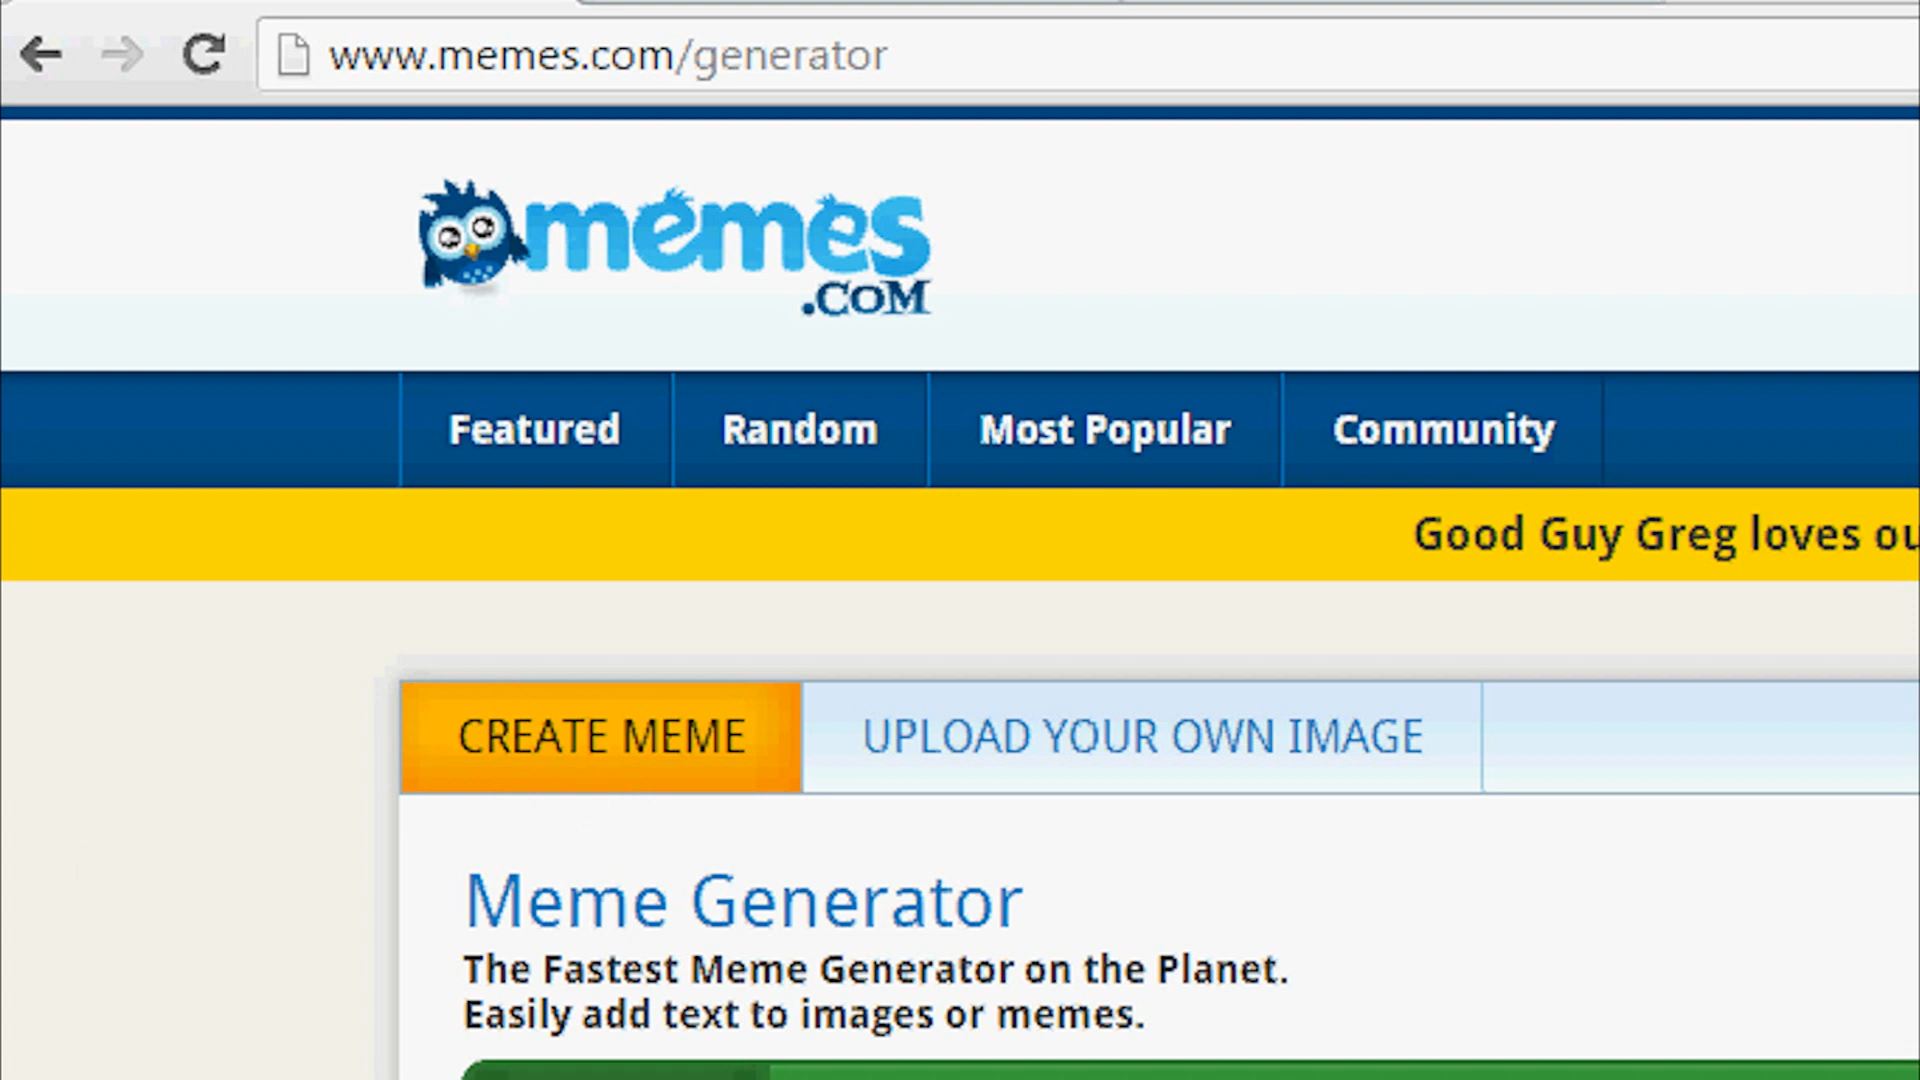 www.memes.com/generator
memes
.COM
Featured Random Most Popular Community
Good Guy Greg loves
CREATE MEME UPLOAD YOUR OWN IMAGE
Meme Generator
The Fastest Meme Generator on the Planet.
Easily add text to images or memes.